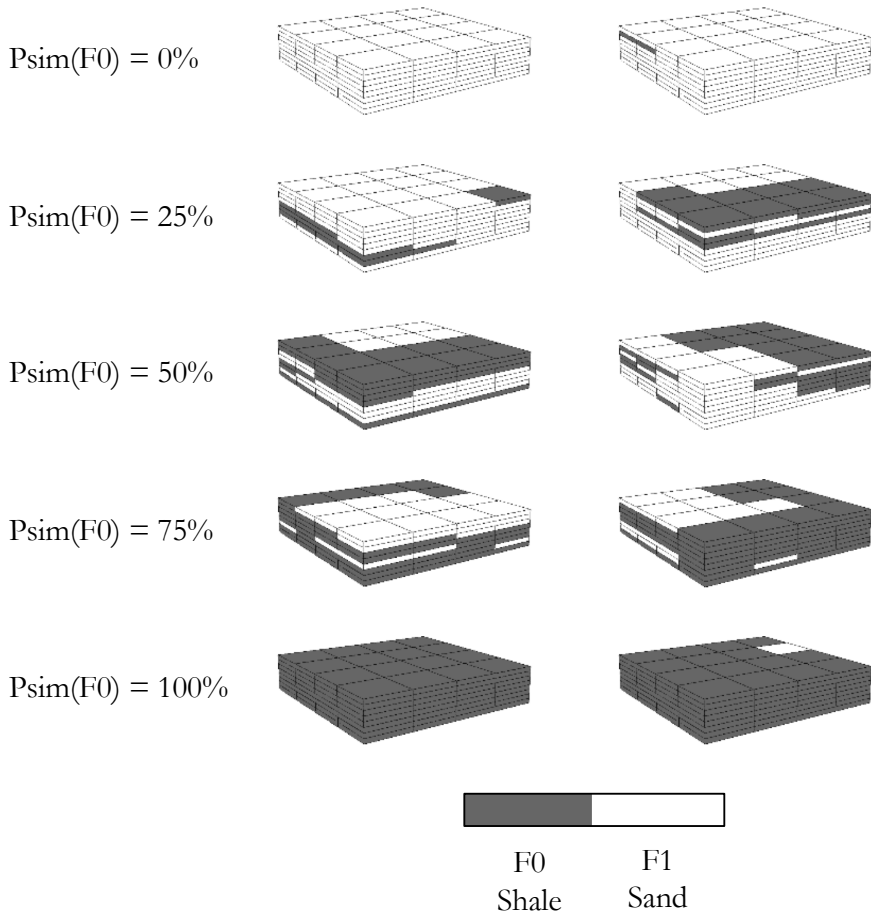 Psim(F0) = 0%
Psim(F0) = 25%
Psim(F0) = 50%
Psim(F0) = 75%
Psim(F0) = 100%
F0 F1
Shale Sand